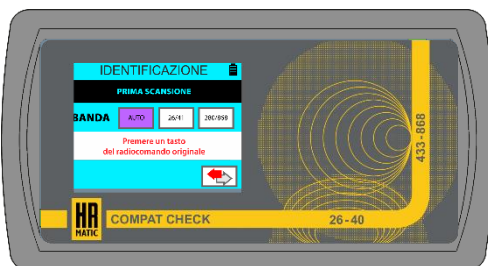 IDENTIFICAZIONE
PRIMA SCANSIONE
BANDA AUTO 26/41 280/868
Premere un tasto
del radiocomando originale
433-868
HR
MATIC
COMPAT CHECK
26-40